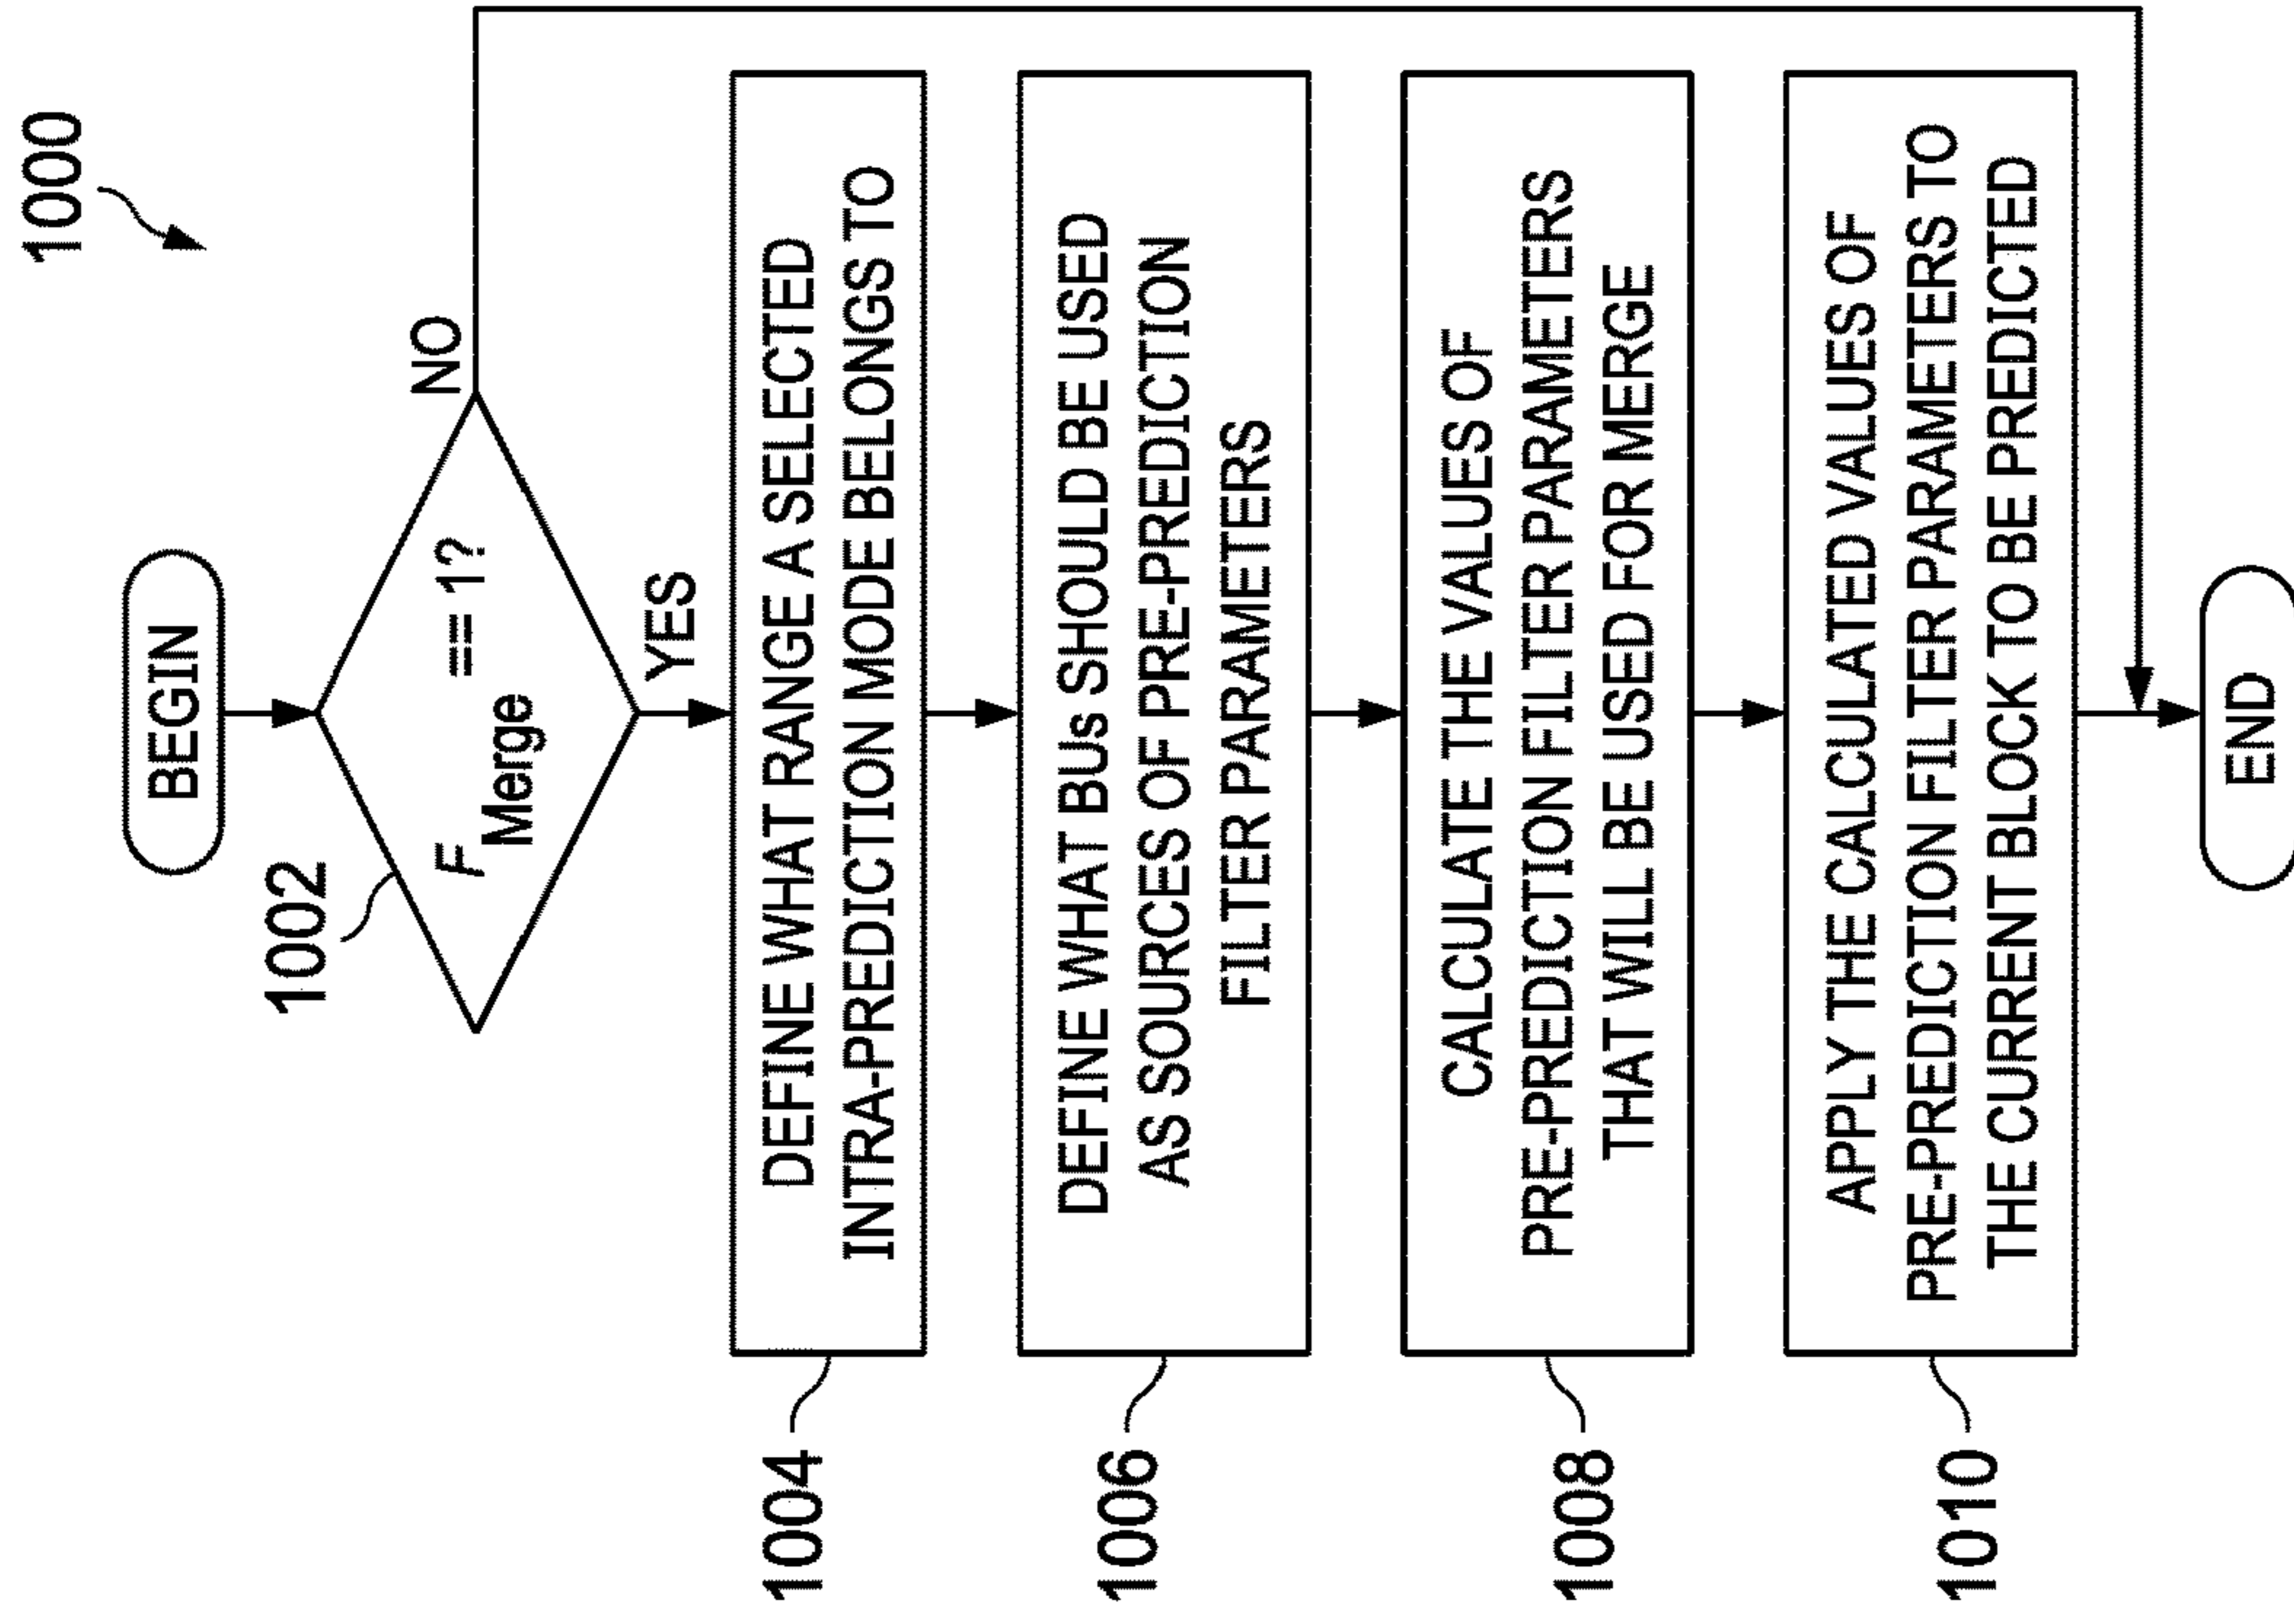 1000
BEGIN
1002
F Merge == 1?
NO
YES
1004
DEFINE WHAT RANGE A SELECTED
INTRA-PREDICTION MODE BELONGS TO
1006
DEFINE WHAT BUs SHOULD BE USED
AS SOURCES OF PRE-PREDICTION
FILTER PARAMETERS
1008
CALCULATE THE VALUES OF
PRE-PREDICTION FILTER PARAMETERS
THAT WILL BE USED FOR MERGE
1010
APPLY THE CALCULATED VALUES OF
PRE-PREDICTION FILTER PARAMETERS TO
THE CURRENT BLOCK TO BE PREDICTED
END